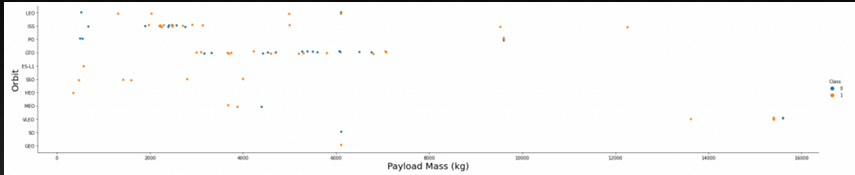 LEO
ISS
PO
GTO
ES-L1
SSO
HEO
MEO
VLEO
SO
GEO
Orbit
0 2000 4000 6000 8000 10000 12000 14000 16000
Payload Mass (kg)
Class
0
1